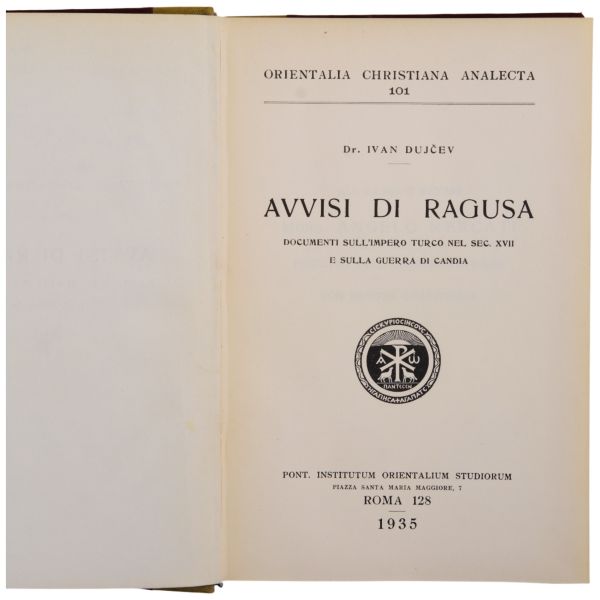 ORIENTALIA CHRISTIANA ANALECTA
101
Dr. IVAN DUJČEV
AVVISI DI RAGUSA
DOCUMENTI SULL'IMPERO TURCO NEL SEC. XVII
E SULLA GUERRA DI CANDIA
Α Ω
ΠΑΝΤΕССΙΝ
PONT. INSTITUTUM ORIENTALIUM STUDIORUM
PIAZZA SANTA MARIA MAGGIORE, 7
ROMA 128
1935